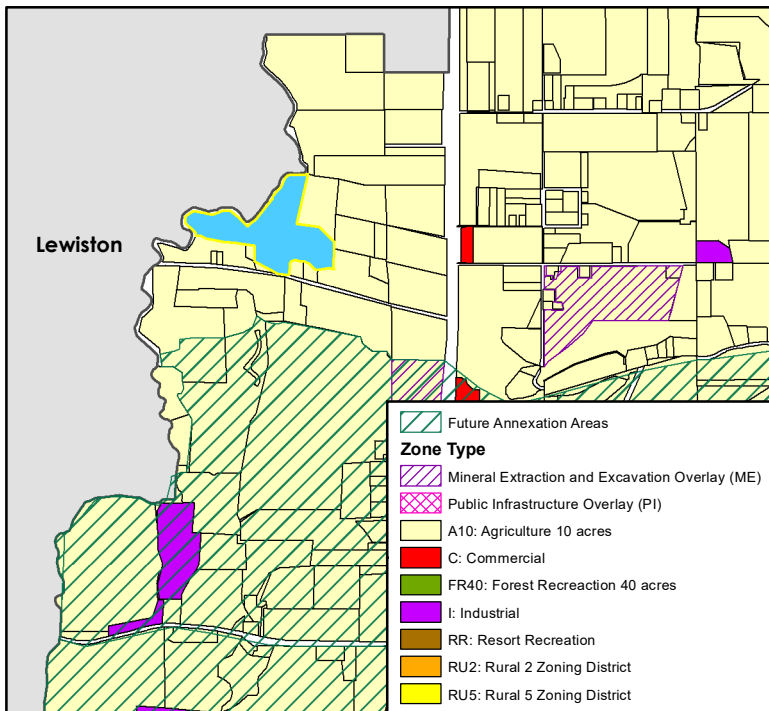 Lewiston
Future Annexation Areas
Zone Type
Mineral Extraction and Excavation Overlay (ME)
Public Infrastructure Overlay (PI)
A10: Agriculture 10 acres
C: Commercial
FR40: Forest Recreaction 40 acres
I: Industrial
RR: Resort Recreation
RU2: Rural 2 Zoning District
RU5: Rural 5 Zoning District